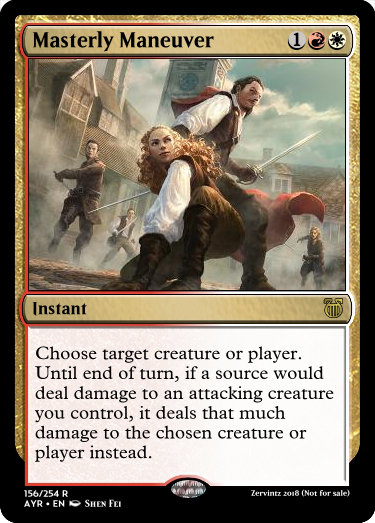 Masterly Maneuver 1
Instant
Choose target creature or player.
Until end of turn, if a source would
deal damage to an attacking creature
you control, it deals that much
damage to the chosen creature or
player instead.
156/254 R
AYR • EN Shen Fei
Zervintz 2018 (Not for sale)